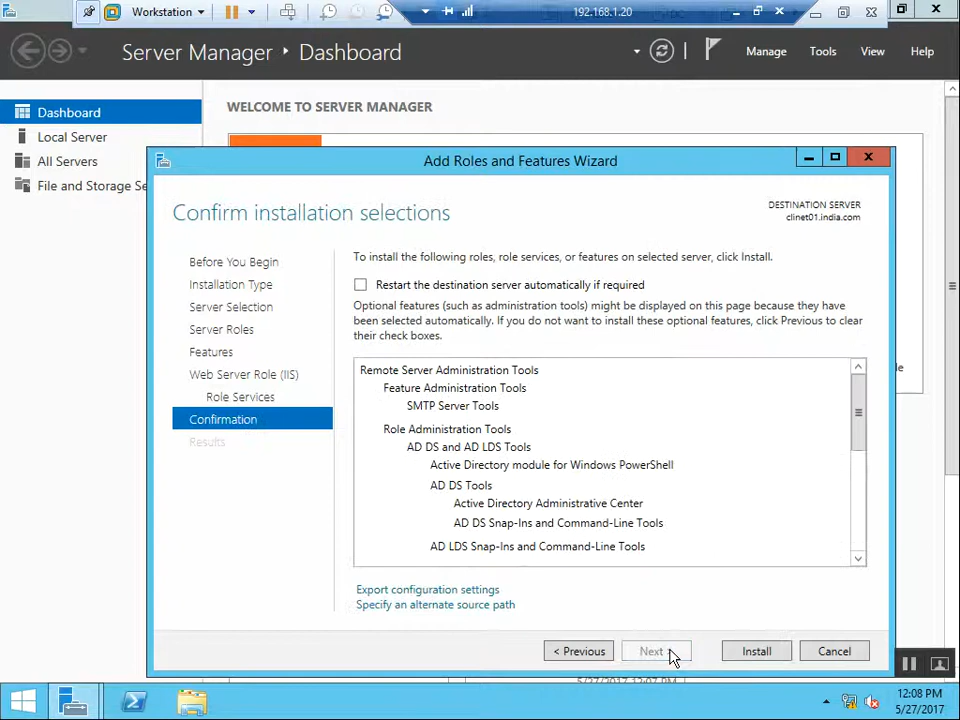 Workstation
192.168.1.20
Server Manager
Dashboard
Manage
Tools
View
Help
Dashboard
Local Server
All Servers
File and Storage Se
WELCOME TO SERVER MANAGER
Add Roles and Features Wizard
Confirm installation selections
DESTINATION SERVER
clinet01.india.com
Before You Begin
Installation Type
Server Selection
Server Roles
Features
Web Server Role (IIS)
Role Services
Confirmation
Results
To install the following roles, role services, or features on selected server, click Install.
Restart the destination server automatically if required
Optional features (such as administration tools) might be displayed on this page because they have
been selected automatically. If you do not want to install these optional features, click Previous to clear
their check boxes.
Remote Server Administration Tools
Feature Administration Tools
SMTP Server Tools
Role Administration Tools
AD DS and AD LDS Tools
Active Directory module for Windows PowerShell
AD DS Tools
Active Directory Administrative Center
AD DS Snap-Ins and Command-Line Tools
AD LDS Snap-Ins and Command-Line Tools
Export configuration settings
Specify an alternate source path
< Previous
Next
Install
Cancel
5/27/2017 12:07 PM
12:08 PM
5/27/2017